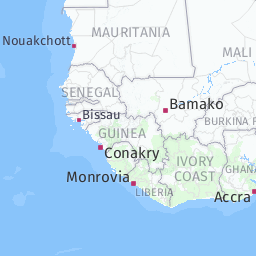 MAURITANIA
Nouakchott
MALI
SENEGAL
Bamako
Bissau
BURKINA F
GUINEA
Conakry
IVORY
COAST
GHANA
Monrovia
LIBERIA
Accra